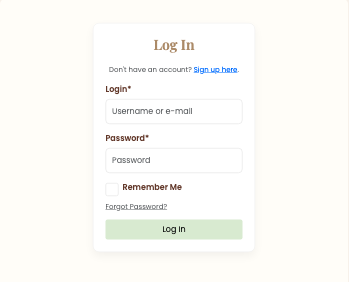 Log In
Don't have an account? Sign up here.
Login*
Username or e-mail
Password*
Password
Remember Me
Forgot Password?
Log in